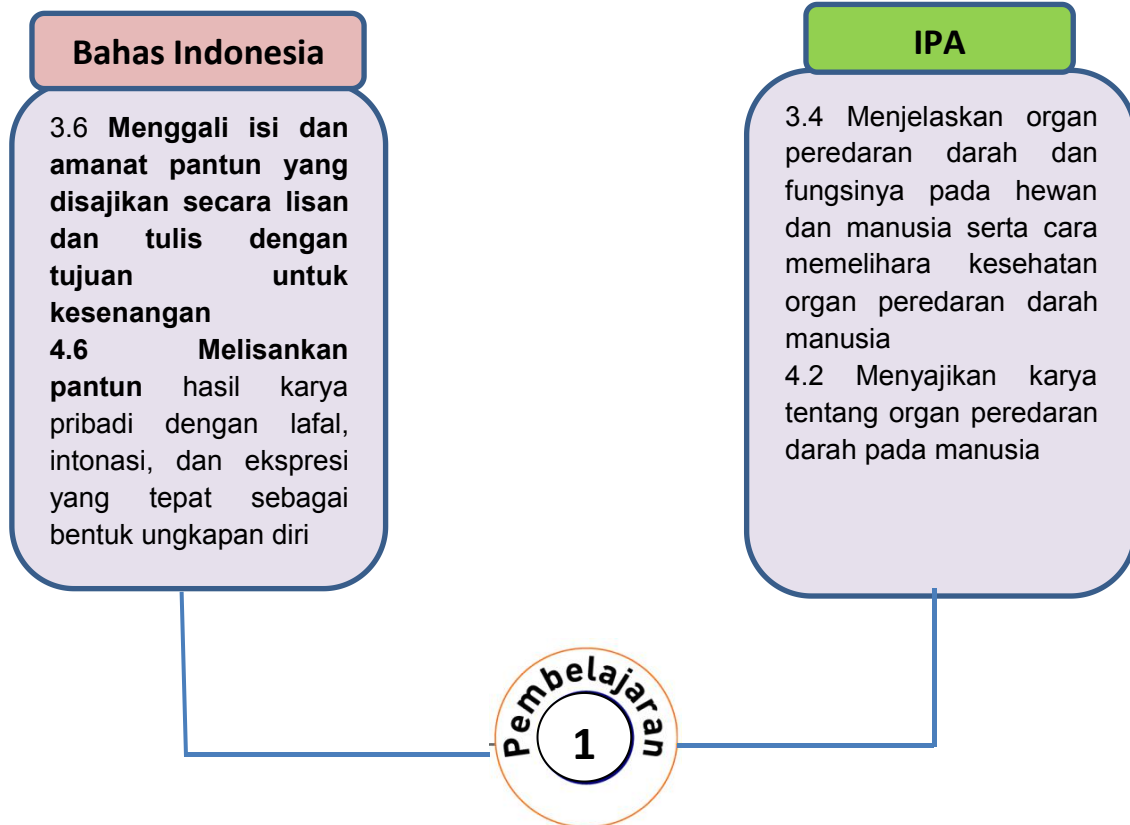 Bahas Indonesia
3.6 Menggali isi dan
amanat pantun yang
disajikan secara lisan
dan tulis dengan
tujuan untuk
kesenangan
4.6 Melisankan
pantun hasil karya
pribadi dengan lafal,
intonasi, dan ekspresi
yang tepat sebagai
bentuk ungkapan diri
IPA
3.4 Menjelaskan organ
peredaran darah dan
fungsinya pada hewan
dan manusia serta cara
memelihara kesehatan
organ peredaran darah
manusia
4.2 Menyajikan karya
tentang organ peredaran
darah pada manusia
Pembelajaran
1